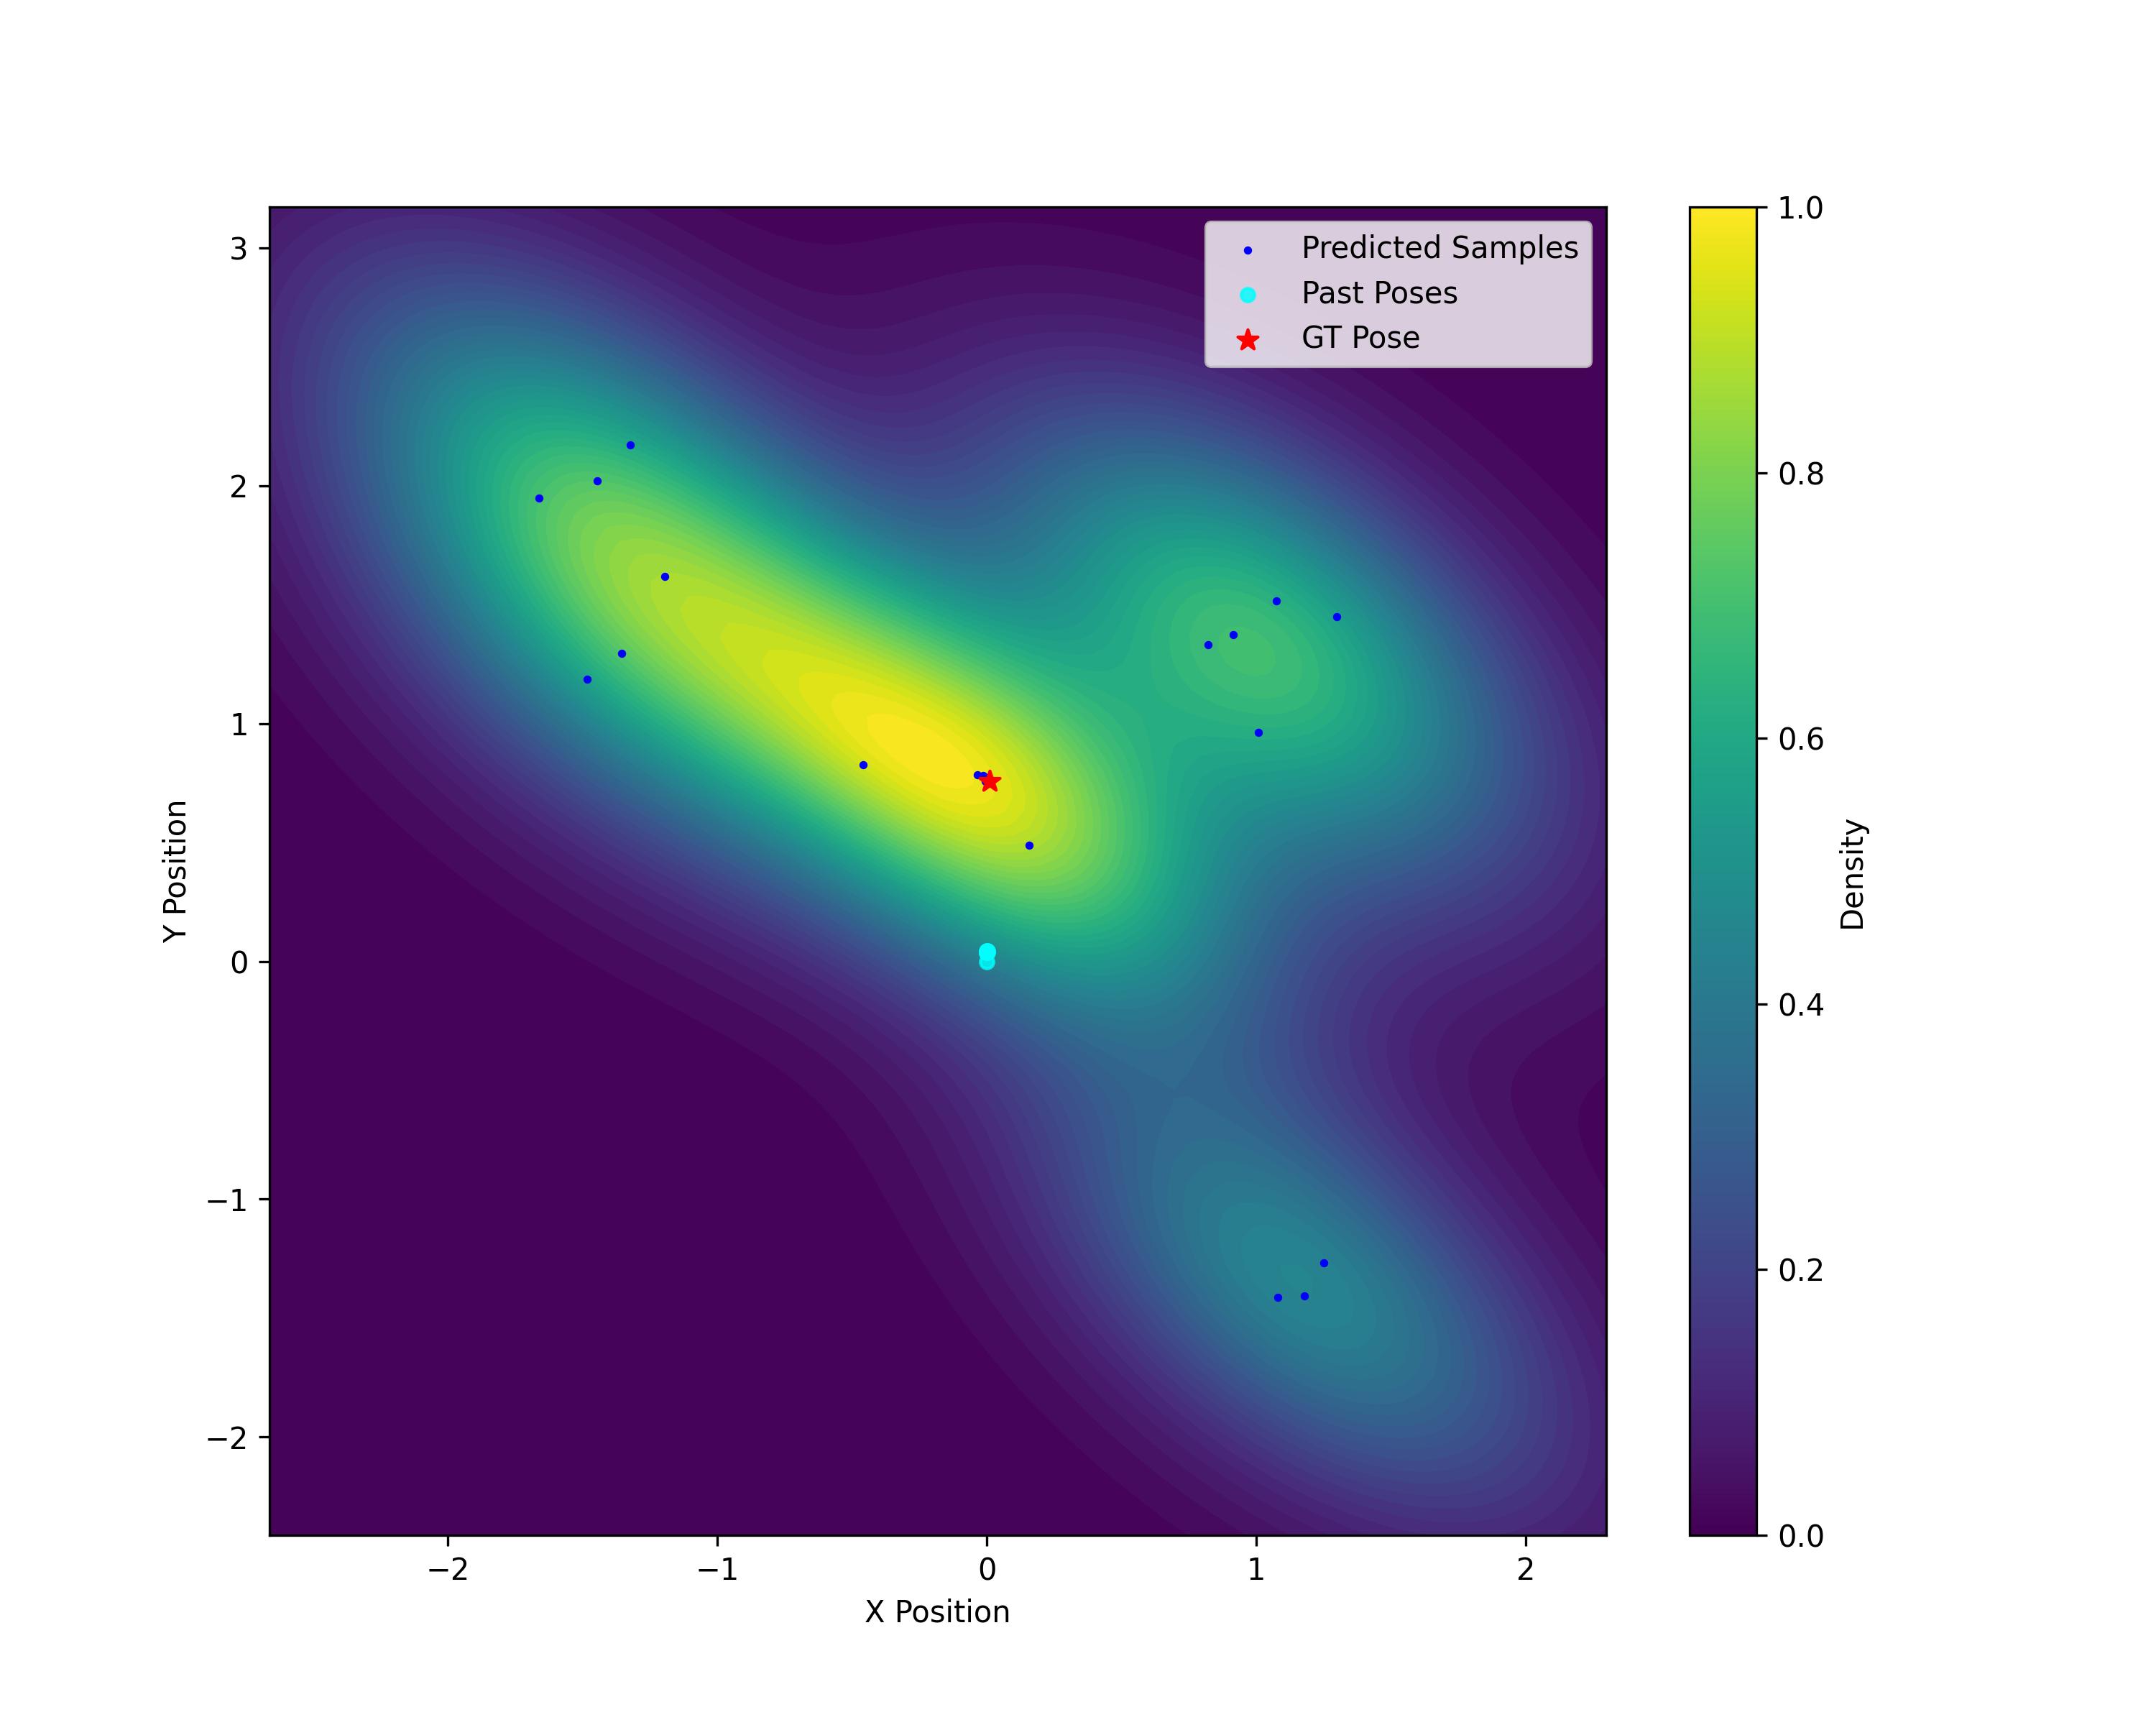 Predicted Samples
Past Poses
GT Pose
3
2
1
0
−1
−2
Y Position
−2
−1
0
1
2
X Position
1.0
0.8
0.6
0.4
0.2
0.0
Density